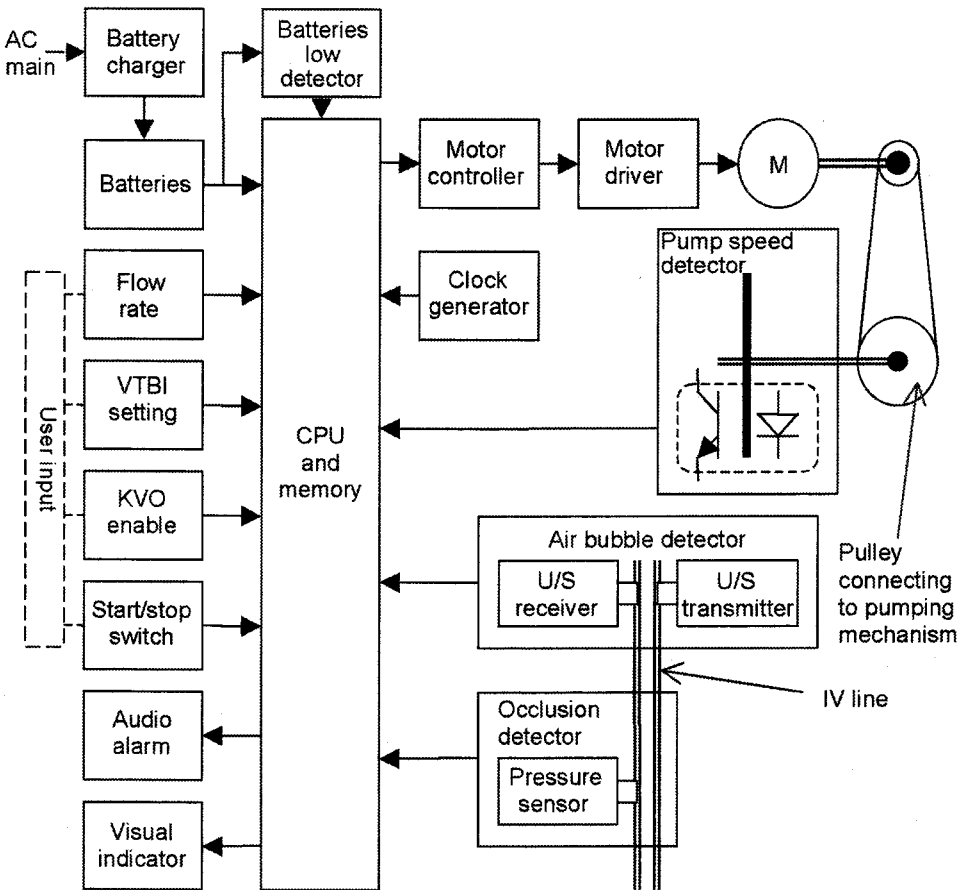 AC
main
Battery
charger
Batteries
low
detector
Batteries
Motor
controller
Motor
driver
M
Pump speed
detector
Flow
rate
Clock
generator
VTBI
setting
User input
CPU
and
memory
KVO
enable
Air bubble detector
U/S
receiver
U/S
transmitter
Pulley
connecting
to pumping
mechanism
Start/stop
switch
IV line
Audio
alarm
Occlusion
detector
Pressure
sensor
Visual
indicator